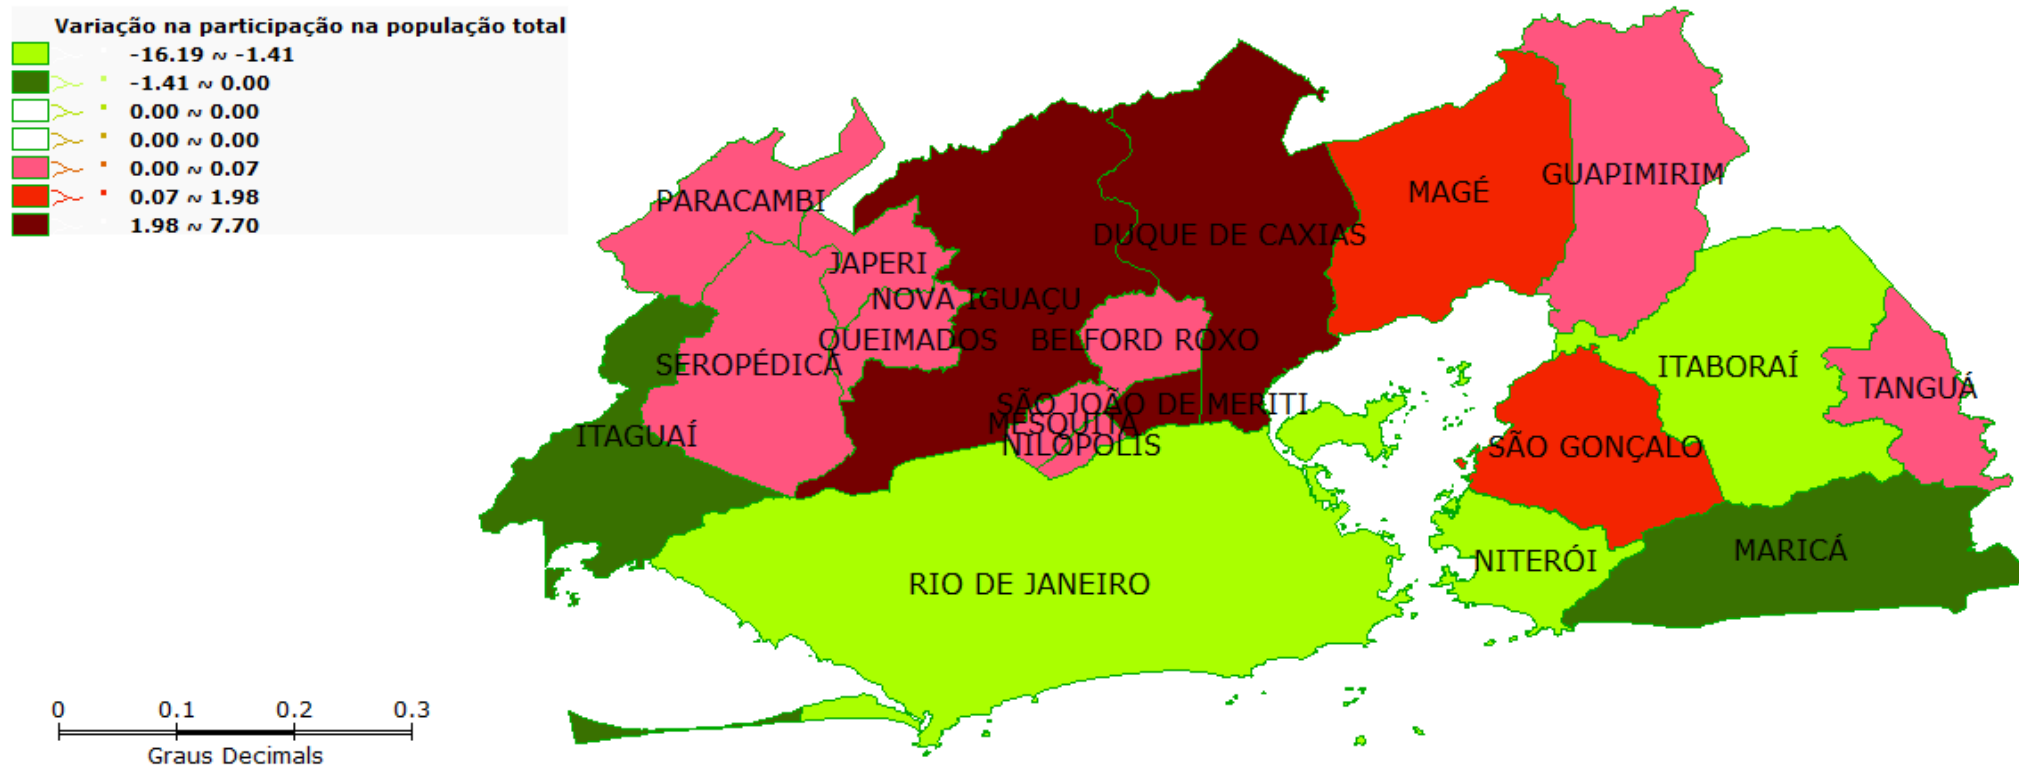 Variação na participação na população total
-16.19 ~ -1.41
-1.41 ~ 0.00
0.00 ~ 0.00
0.00 ~ 0.00
0.00 ~ 0.07
0.07 ~ 1.98
1.98 ~ 7.70
GUAPIMIRIM
MAGÉ
PARACAMBI
DUQUE DE CAXIAS
JAPERI
NOVA IGUAÇU
QUEIMADOS
BELFORD ROXO
SEROPÉDICA
ITABORAÍ
TANGUÁ
SÃO JOÃO DE MERITI
MESQUITA
NILÓPOLIS
ITAGUAÍ
SÃO GONÇALO
MARICÁ
NITERÓI
RIO DE JANEIRO
0 0.1 0.2 0.3
Graus Decimals